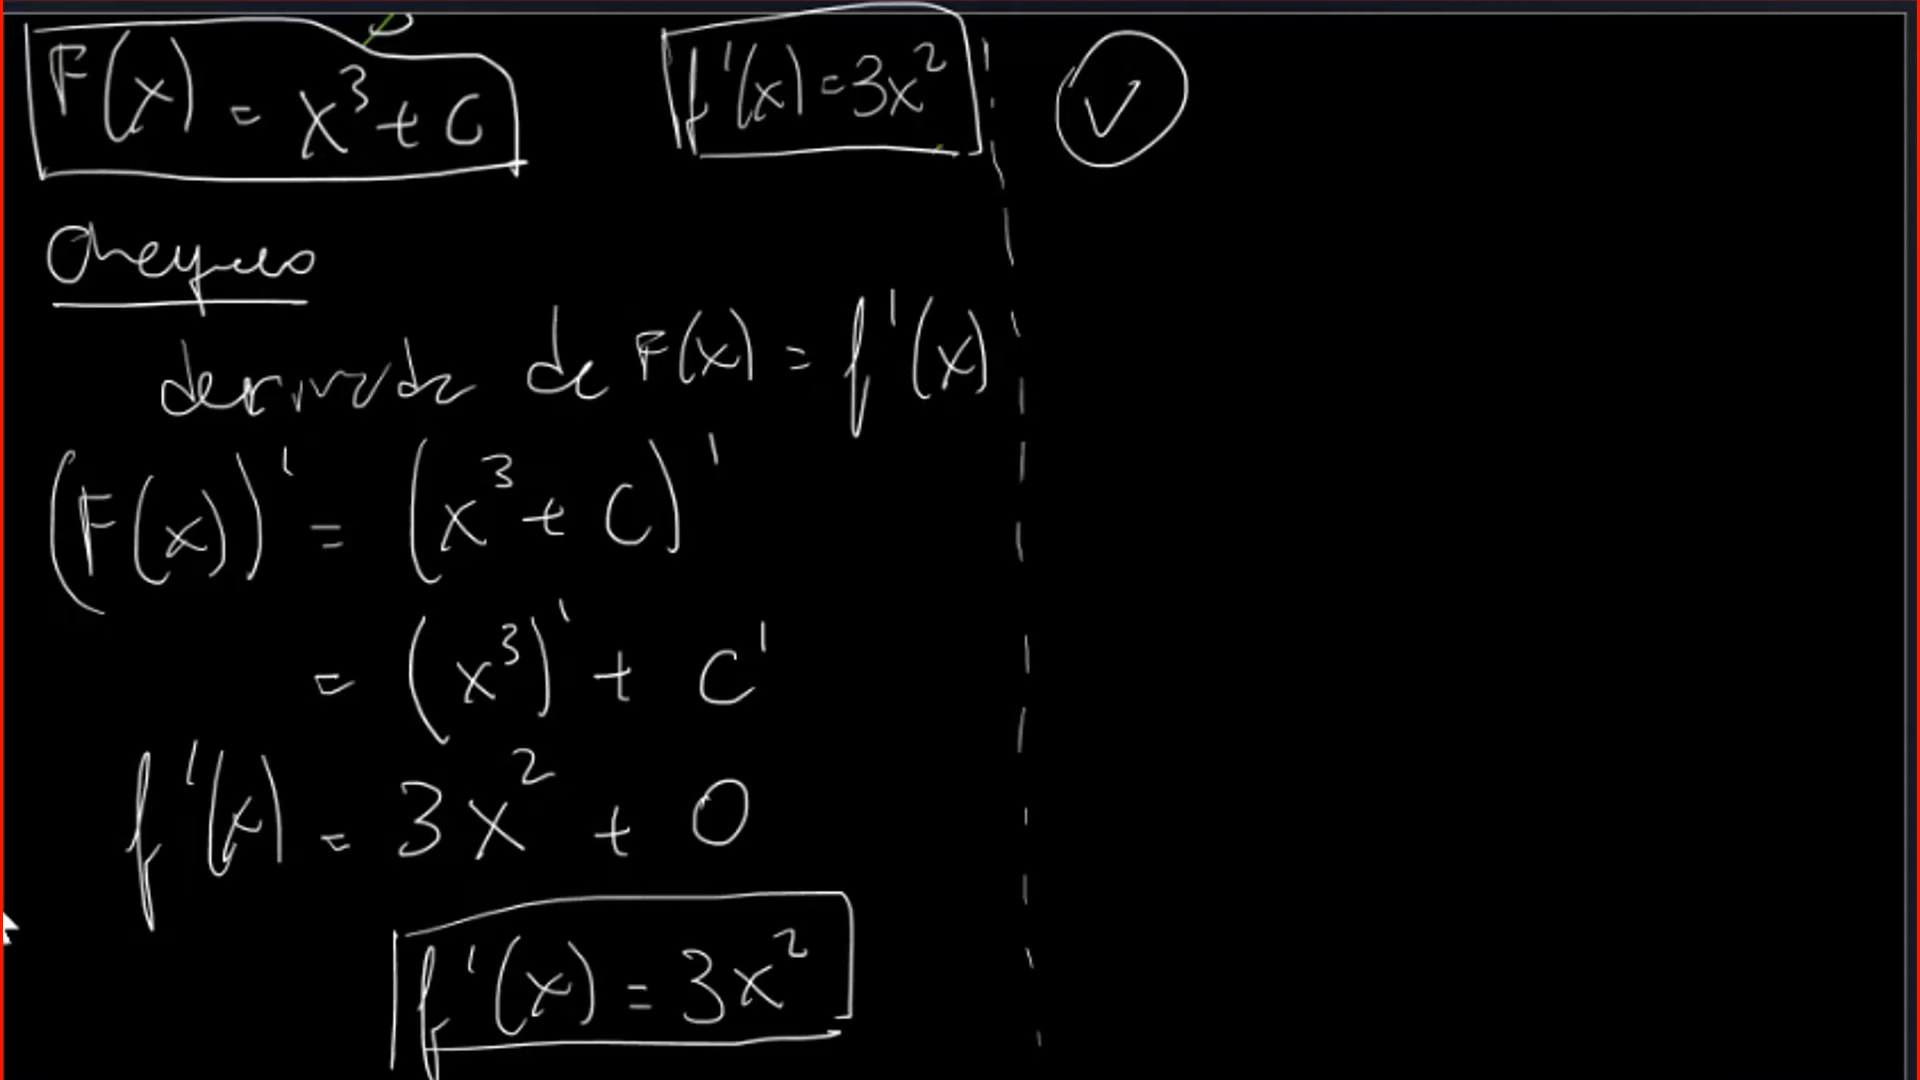 F(x) = x³ + C
f'(x) = 3x²
✓
Chequeo
derivada de F(x) = f'(x)
(F(x))' = (x³ + C)'
= (x³)' + C'
f'(x) = 3x² + 0
f'(x) = 3x²